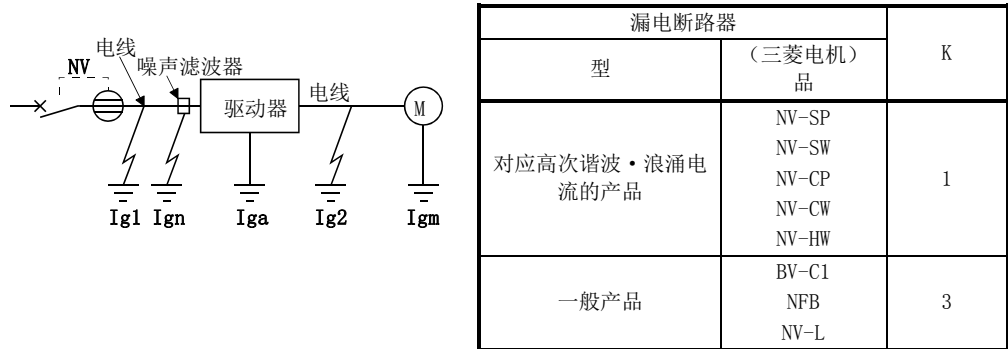 电线
NV
噪声滤波器
驱动器
电线
M
Ig1 Ign Iga Ig2 Igm
漏电断路器
K
型
（三菱电机）
品
对应高次谐波·浪涌电
流的产品
NV-SP
NV-SW
NV-CP
NV-CW
NV-HW
1
一般产品
BV-C1
NFB
NV-L
3